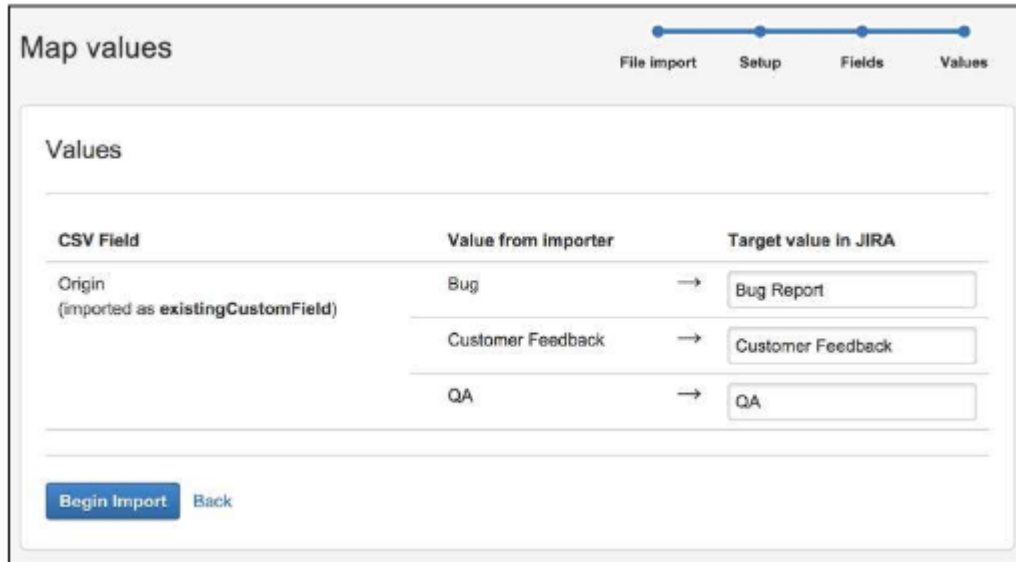 Map values
File import Setup Fields Values
Values
CSV Field Value from importer Target value in JIRA
Origin Bug → Bug Report
(imported as existingCustomField)
Customer Feedback → Customer Feedback
QA → QA
Begin Import Back